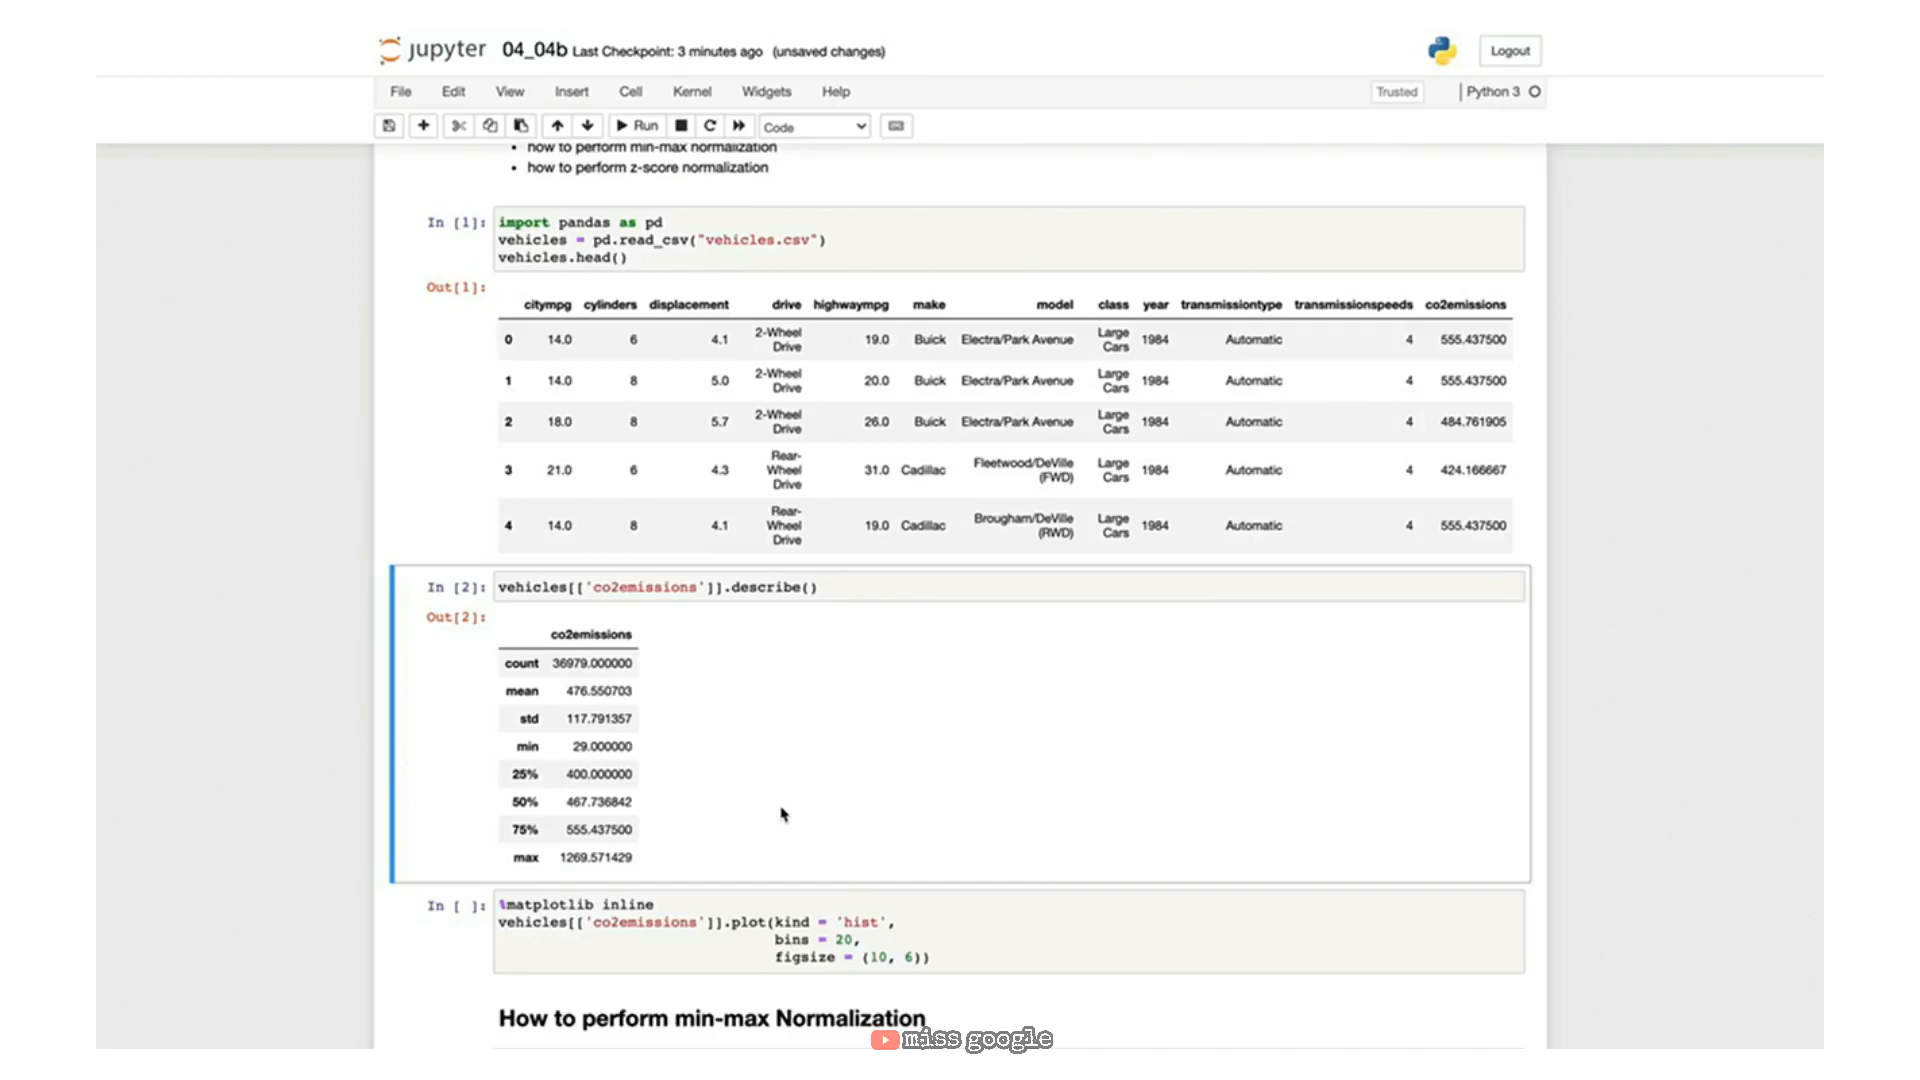 jupyter 04_04b Last Checkpoint: 3 minutes ago (unsaved changes) Logout
File Edit View Insert Cell Kernel Widgets Help Trusted Python 3
Run Code
• how to perform min-max normalization
• how to perform z-score normalization
In [1]: import pandas as pd
vehicles = pd.read_csv("vehicles.csv")
vehicles.head()
Out[1]:
citympg cylinders displacement drive highwaympg make model class year transmissiontype transmissionspeeds co2emissions
0 14.0 6 4.1 2-Wheel Drive 19.0 Buick Electra/Park Avenue Large Cars 1984 Automatic 4 555.437500
1 14.0 8 5.0 2-Wheel Drive 20.0 Buick Electra/Park Avenue Large Cars 1984 Automatic 4 555.437500
2 18.0 8 5.7 2-Wheel Drive 26.0 Buick Electra/Park Avenue Large Cars 1984 Automatic 4 484.761905
3 21.0 6 4.3 Rear-Wheel Drive 31.0 Cadillac Fleetwood/DeVille (FWD) Large Cars 1984 Automatic 4 424.166667
4 14.0 8 4.1 Rear-Wheel Drive 19.0 Cadillac Brougham/DeVille (RWD) Large Cars 1984 Automatic 4 555.437500
In [2]: vehicles[['co2emissions']].describe()
Out[2]:
co2emissions
count 36979.000000
mean 476.550703
std 117.791357
min 29.000000
25% 400.000000
50% 467.736842
75% 555.437500
max 1269.571429
In [ ]: %matplotlib inline
vehicles[['co2emissions']].plot(kind = 'hist',
bins = 20,
figsize = (10, 6))
How to perform min-max Normalization
miss google